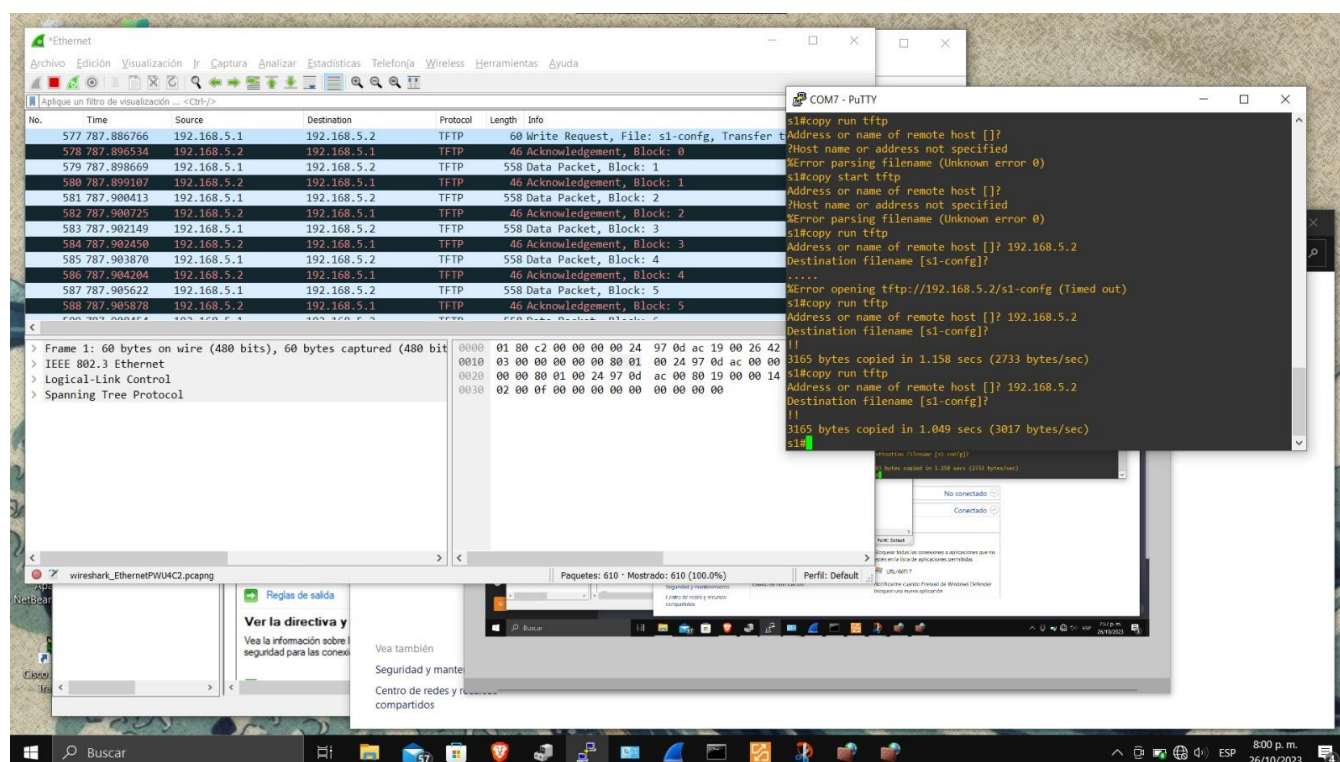 *Ethernet
Archivo Edición Visualización Ir Captura Analizar Estadísticas Telefonía Wireless Herramientas Ayuda
Aplique un filtro de visualización ... <Ctrl-/>
No. Time Source Destination Protocol Length Info
577 787.886766 192.168.5.1 192.168.5.2 TFTP 60 Write Request, File: s1-confg, Transfer t
578 787.896534 192.168.5.2 192.168.5.1 TFTP 46 Acknowledgement, Block: 0
579 787.898669 192.168.5.1 192.168.5.2 TFTP 558 Data Packet, Block: 1
580 787.899107 192.168.5.2 192.168.5.1 TFTP 46 Acknowledgement, Block: 1
581 787.900413 192.168.5.1 192.168.5.2 TFTP 558 Data Packet, Block: 2
582 787.900725 192.168.5.2 192.168.5.1 TFTP 46 Acknowledgement, Block: 2
583 787.902149 192.168.5.1 192.168.5.2 TFTP 558 Data Packet, Block: 3
584 787.902450 192.168.5.2 192.168.5.1 TFTP 46 Acknowledgement, Block: 3
585 787.903870 192.168.5.1 192.168.5.2 TFTP 558 Data Packet, Block: 4
586 787.904204 192.168.5.2 192.168.5.1 TFTP 46 Acknowledgement, Block: 4
587 787.905622 192.168.5.1 192.168.5.2 TFTP 558 Data Packet, Block: 5
588 787.905878 192.168.5.2 192.168.5.1 TFTP 46 Acknowledgement, Block: 5
> Frame 1: 60 bytes on wire (480 bits), 60 bytes captured (480 bit
> IEEE 802.3 Ethernet
> Logical-Link Control
> Spanning Tree Protocol
0000 01 80 c2 00 00 00 00 24 97 0d ac 19 00 26 42
0010 03 00 00 00 00 00 80 01 00 24 97 0d ac 00 00
0020 00 00 80 01 00 24 97 0d ac 00 80 19 00 00 14
0030 02 00 0f 00 00 00 00 00 00 00 00 00
wireshark_EthernetPWU4C2.pcapng
Paquetes: 610 · Mostrado: 610 (100.0%)
Perfil: Default
COM7 - PuTTY
s1#copy run tftp
Address or name of remote host []?
?Host name or address not specified
%Error parsing filename (Unknown error 0)
s1#copy start tftp
Address or name of remote host []?
?Host name or address not specified
%Error parsing filename (Unknown error 0)
s1#copy run tftp
Address or name of remote host []? 192.168.5.2
Destination filename [s1-confg]?
.....
%Error opening tftp://192.168.5.2/s1-confg (Timed out)
s1#copy run tftp
Address or name of remote host []? 192.168.5.2
Destination filename [s1-confg]?
!!
3165 bytes copied in 1.158 secs (2733 bytes/sec)
s1#copy run tftp
Address or name of remote host []? 192.168.5.2
Destination filename [s1-confg]?
!!
3165 bytes copied in 1.049 secs (3017 bytes/sec)
s1#
No conectado
Conectado
Reglas de salida
Ver la directiva y
Vea la información sobre l
seguridad para las conexi
Vea también
Seguridad y mante
Centro de redes y recursos
compartidos
NetBear
Cisco
Buscar
26/10/2023
Buscar
57
ESP
8:00 p. m.
26/10/2023
4